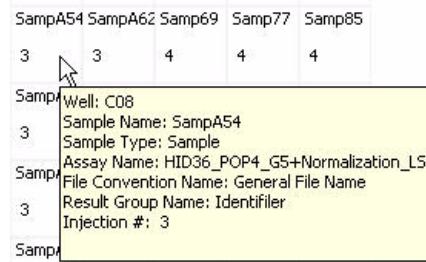 SampA54 SampA62 Samp69 Samp77 Samp85
3 3 4 4 4
Well: C08
Sample Name: SampA54
Sample Type: Sample
3
Assay Name: HID36_POP4_G5+Normalization_LS
File Convention Name: General File Name
3
Result Group Name: Identifiler
Injection #: 3